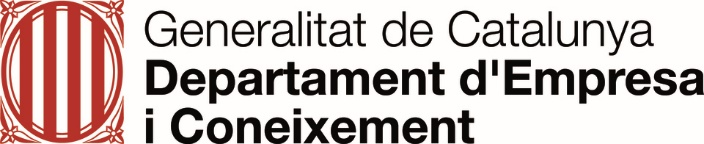 Generalitat de Catalunya
Departament d'Empresa
i Coneixement